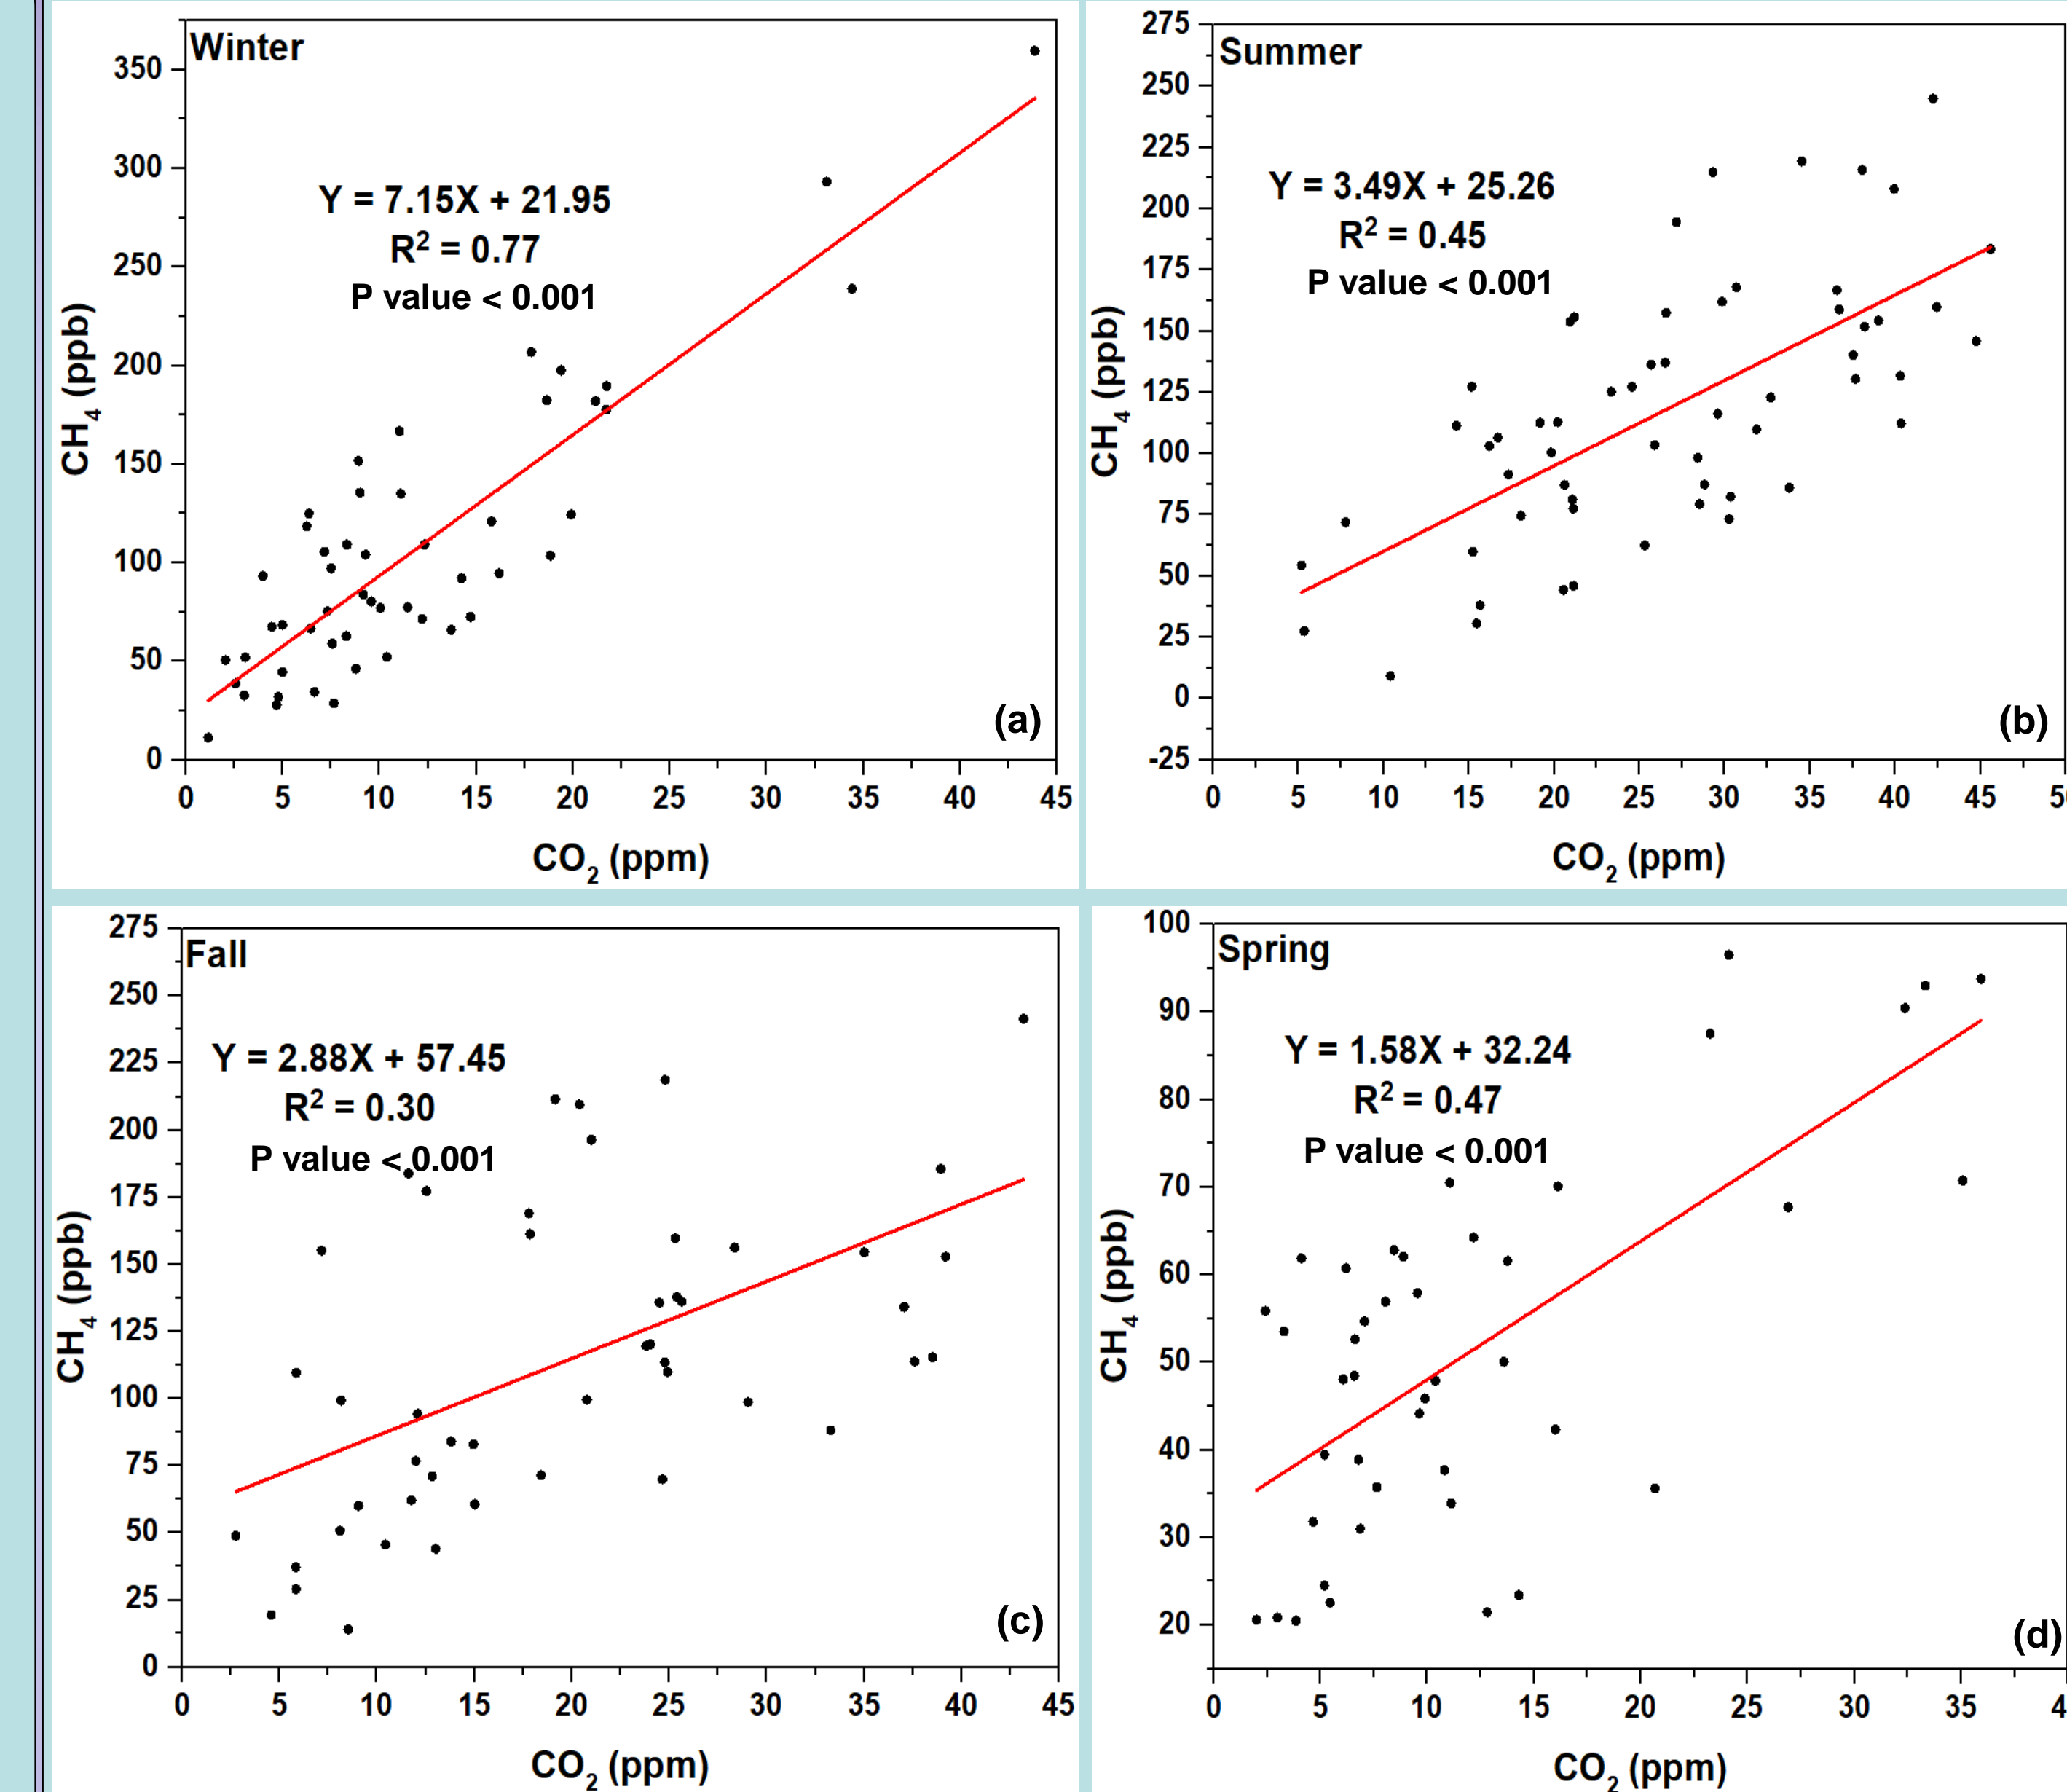 Winter
350
300
250
200
150
100
50
0
CH4 (ppb)
Y = 7.15X + 21.95
R2 = 0.77
P value < 0.001
(a)
0 5 10 15 20 25 30 35 40 45
CO2 (ppm)
Summer
275
250
225
200
175
150
125
100
75
50
25
0
-25
CH4 (ppb)
Y = 3.49X + 25.26
R2 = 0.45
P value < 0.001
(b)
0 5 10 15 20 25 30 35 40 45
CO2 (ppm)
Fall
275
250
225
200
175
150
125
100
75
50
25
0
CH4 (ppb)
Y = 2.88X + 57.45
R2 = 0.30
P value < 0.001
(c)
0 5 10 15 20 25 30 35 40 45
CO2 (ppm)
Spring
100
90
80
70
60
50
40
30
20
CH4 (ppb)
Y = 1.58X + 32.24
R2 = 0.47
P value < 0.001
(d)
0 5 10 15 20 25 30 35
CO2 (ppm)